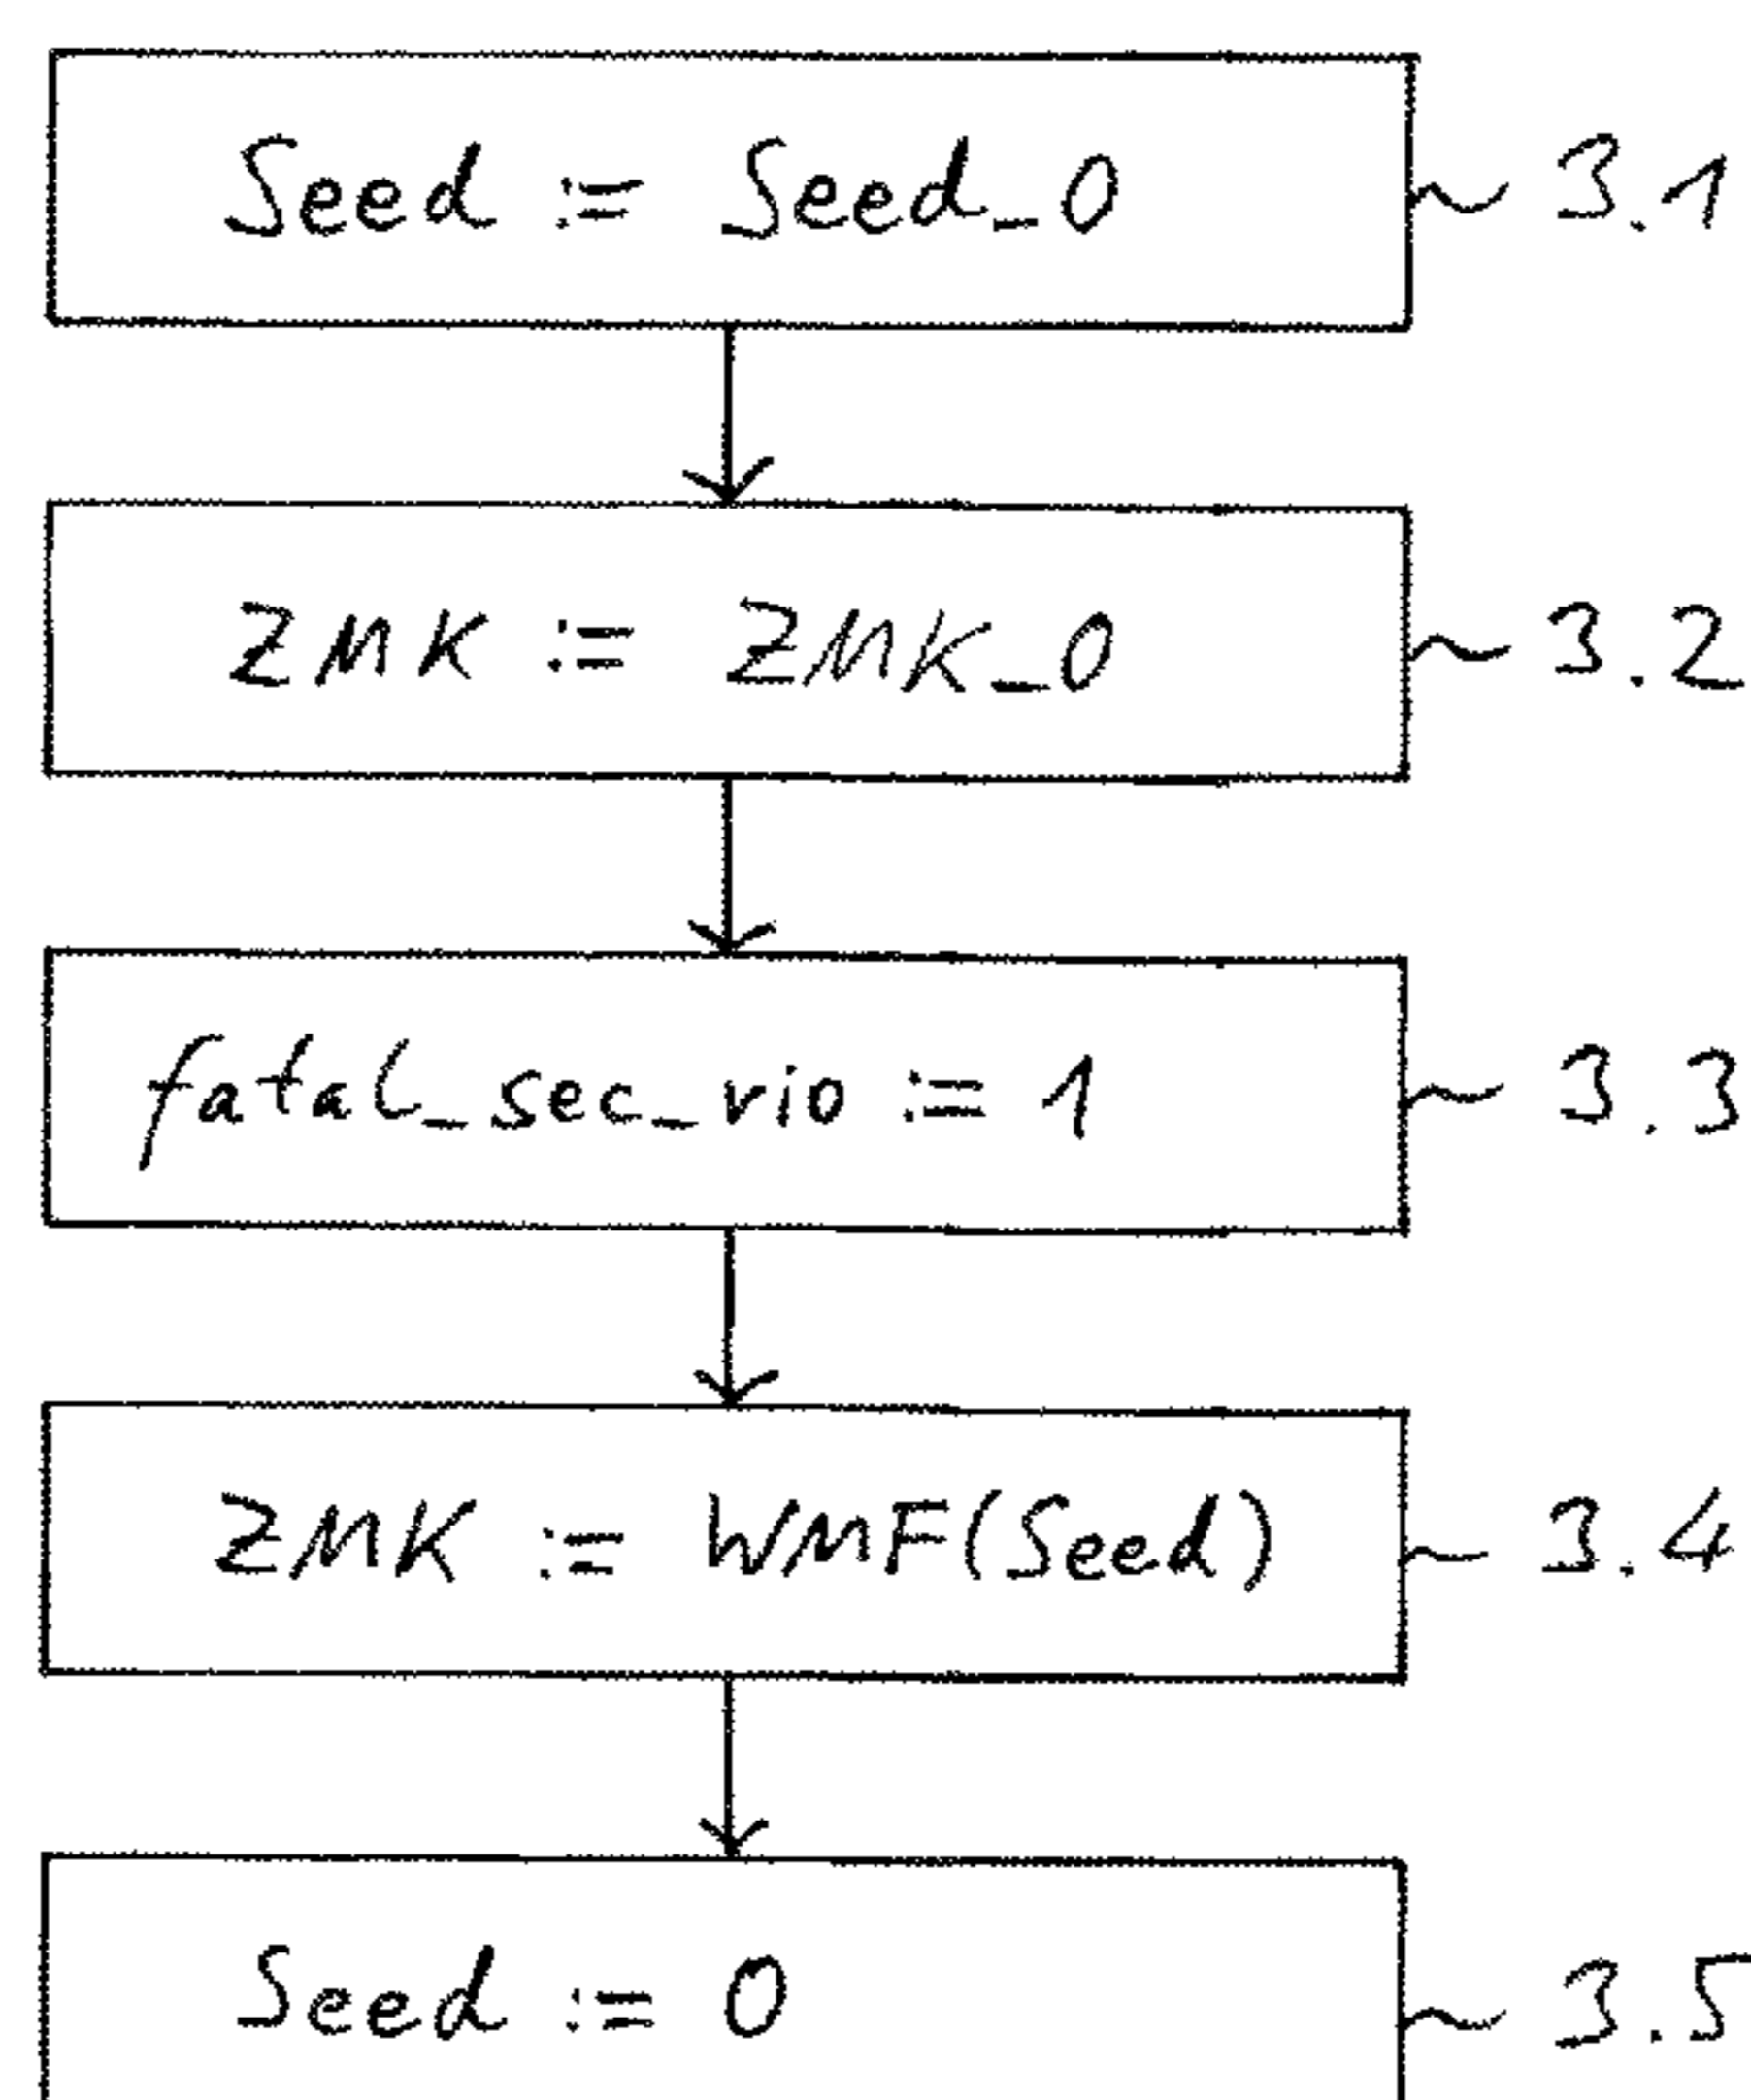 Seed := Seed_0 3.1
ZMK := ZMK_0 3.2
fatal_sec_vio := 1 3.3
ZMK := WMF(Seed) 3.4
Seed := 0 3.5